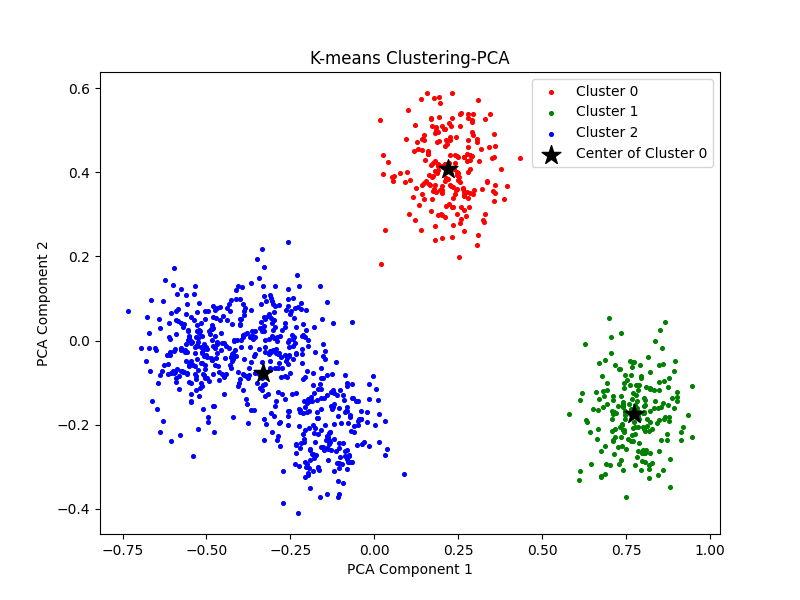 K-means Clustering-PCA
Cluster 0
Cluster 1
Cluster 2
Center of Cluster 0
0.6
0.4
0.2
0.0
−0.2
−0.4
PCA Component 2
−0.75 −0.50 −0.25 0.00 0.25 0.50 0.75 1.00
PCA Component 1